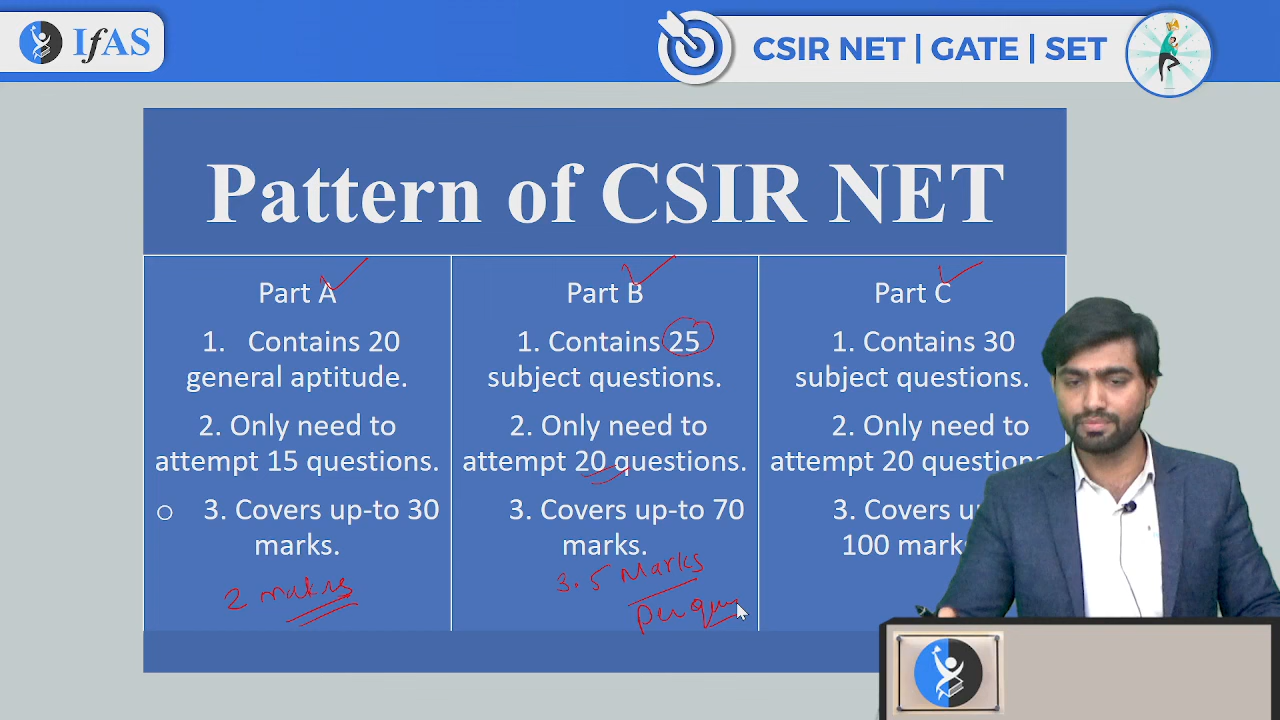 IfAS
CSIR NET | GATE | SET
Pattern of CSIR NET
Part A
1. Contains 20
general aptitude.
2. Only need to
attempt 15 questions.
3. Covers up-to 30
marks.
2 marks
Part B
1. Contains 25
subject questions.
2. Only need to
attempt 20 questions.
3. Covers up-to 70
marks.
3.5 Marks
Per
Part C
1. Contains 30
subject questions.
2. Only need to
attempt 20
3. Covers
100